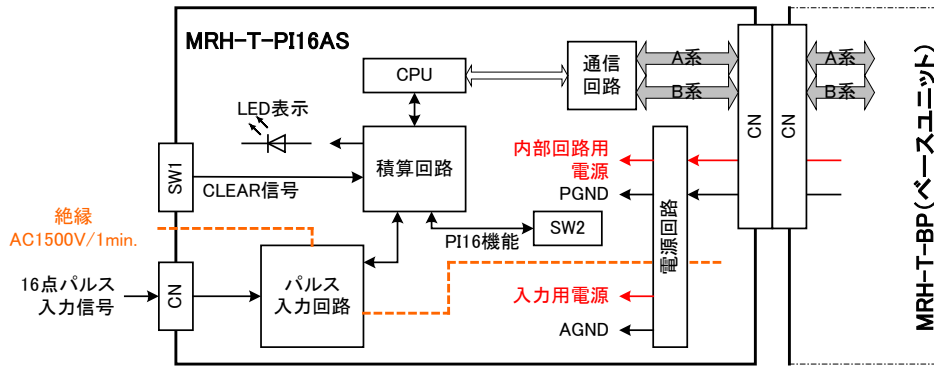 MRH-T-PI16AS
CPU
通信
回路
A系
B系
CN
CN
A系
B系
MRH-T-BP(ベースユニット)
LED表示
積算回路
SW1
CLEAR信号
内部回路用
電源
PGND
電源回路
絶縁
AC1500V/1min.
PI16機能
SW2
16点パルス
入力信号
CN
パルス
入力回路
入力用電源
AGND